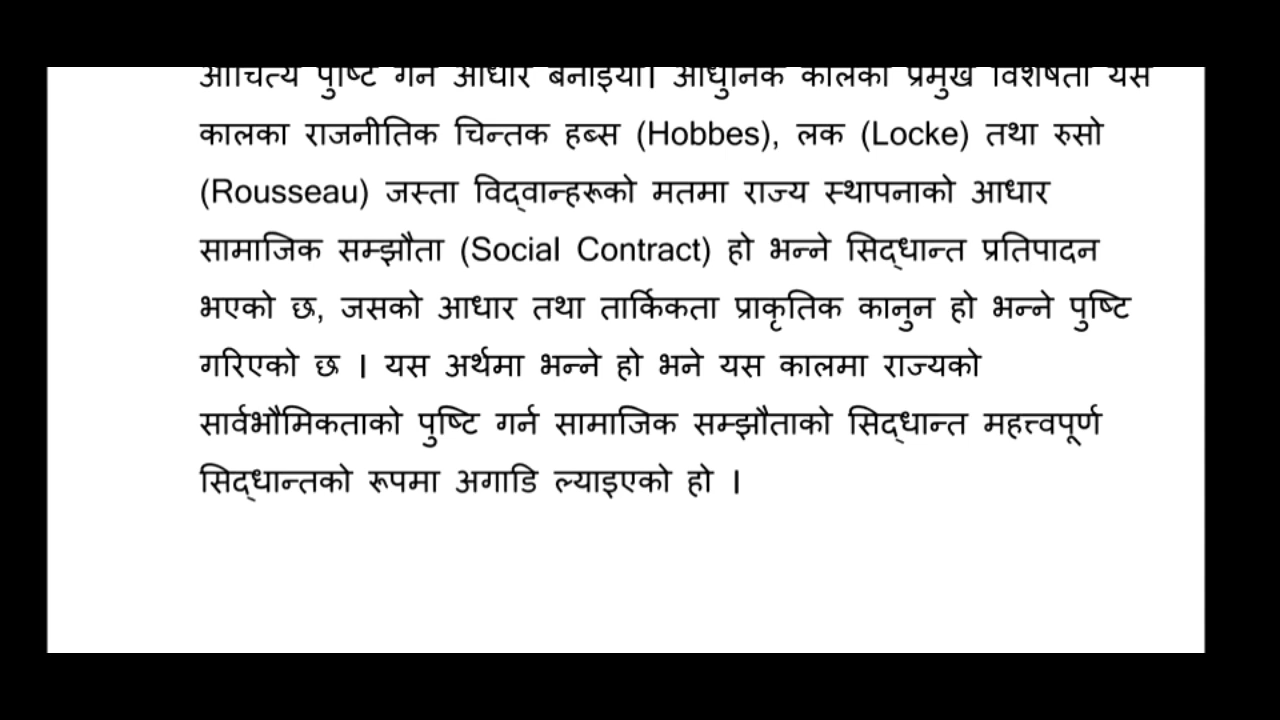 औचित्य पुष्टि गर्न आधार बनाइयो। आधुनिक कालको प्रमुख विशेषता यस
कालका राजनीतिक चिन्तक हब्स (Hobbes), लक (Locke) तथा रुसो
(Rousseau) जस्ता विद्वान्हरूको मतमा राज्य स्थापनाको आधार
सामाजिक सम्झौता (Social Contract) हो भन्ने सिद्धान्त प्रतिपादन
भएको छ, जसको आधार तथा तार्किकता प्राकृतिक कानुन हो भन्ने पुष्टि
गरिएको छ । यस अर्थमा भन्ने हो भने यस कालमा राज्यको
सार्वभौमिकताको पुष्टि गर्न सामाजिक सम्झौताको सिद्धान्त महत्त्वपूर्ण
सिद्धान्तको रूपमा अगाडि ल्याइएको हो ।